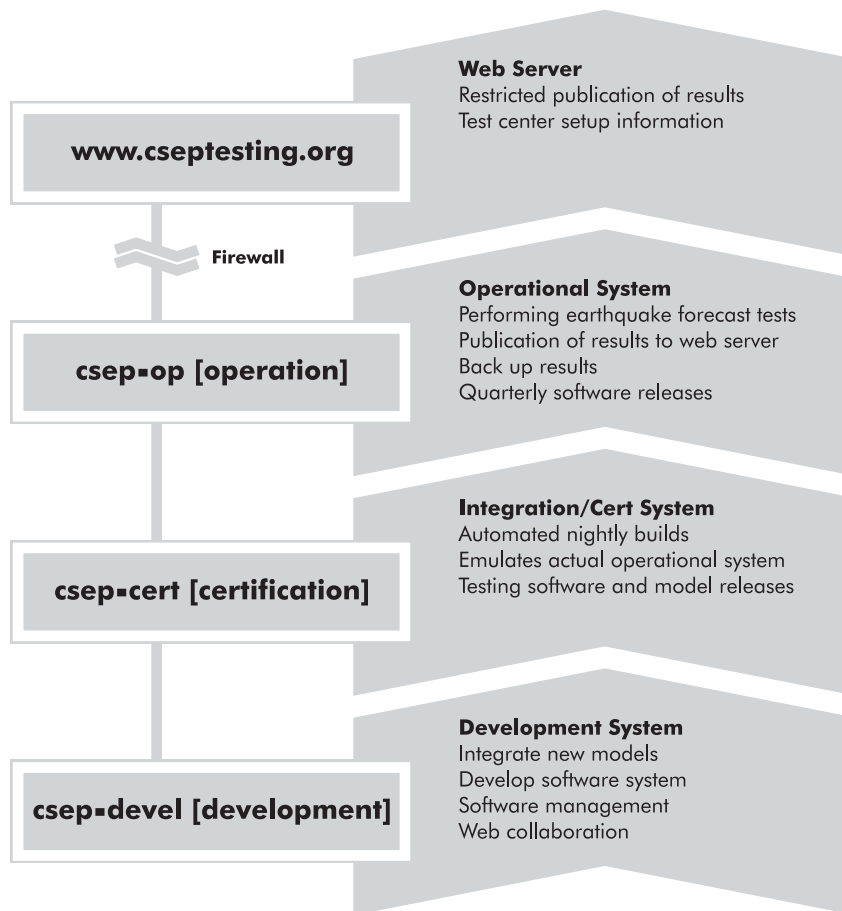 Web Server
Restricted publication of results
Test center setup information
www.cseptesting.org
Firewall
Operational System
Performing earthquake forecast tests
Publication of results to web server
Back up results
Quarterly software releases
csep▪op [operation]
Integration/Cert System
Automated nightly builds
Emulates actual operational system
Testing software and model releases
csep▪cert [certification]
Development System
Integrate new models
Develop software system
Software management
Web collaboration
csep▪devel [development]